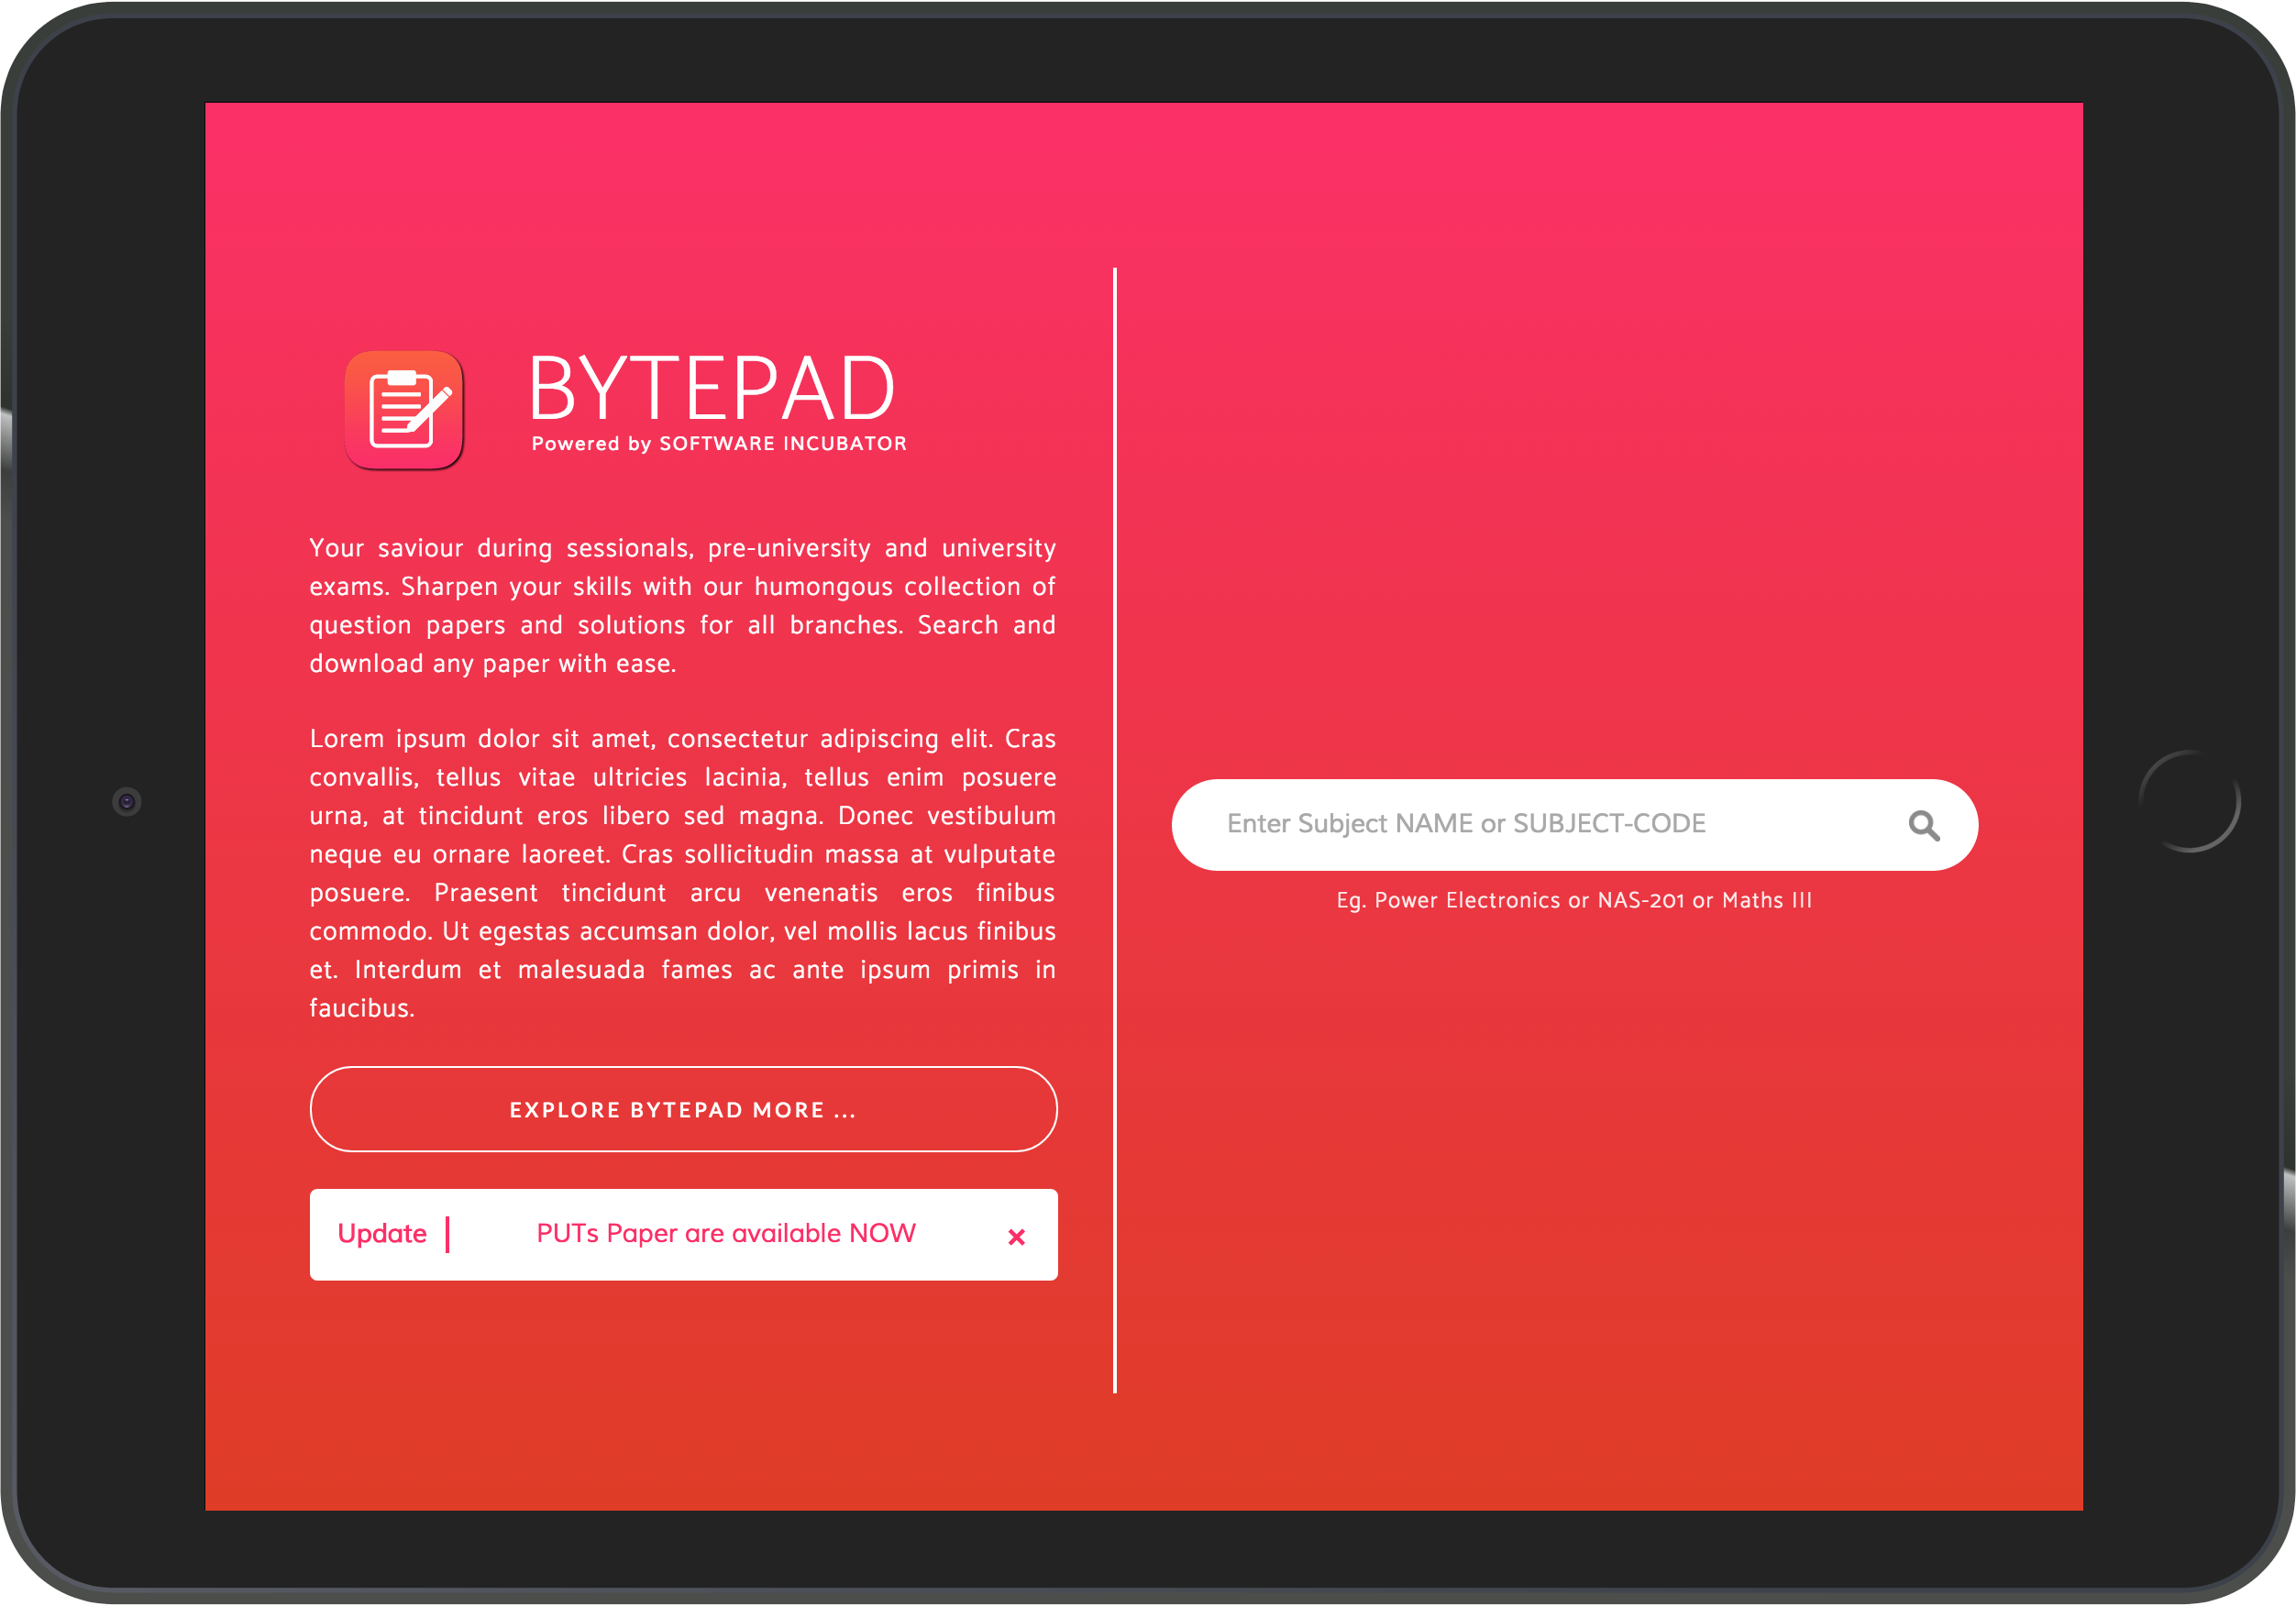 BYTEPAD
Powered by SOFTWARE INCUBATOR
Your saviour during sessionals, pre-university and university
exams. Sharpen your skills with our humongous collection of
question papers and solutions for all branches. Search and
download any paper with ease.
Lorem ipsum dolor sit amet, consectetur adipiscing elit. Cras
convallis, tellus vitae ultricies lacinia, tellus enim posuere
urna, at tincidunt eros libero sed magna. Donec vestibulum
neque eu ornare laoreet. Cras sollicitudin massa at vulputate
posuere. Praesent tincidunt arcu venenatis eros finibus
commodo. Ut egestas accumsan dolor, vel mollis lacus finibus
et. Interdum et malesuada fames ac ante ipsum primis in
faucibus.
EXPLORE BYTEPAD MORE ...
Update | PUTs Paper are available NOW
Enter Subject NAME or SUBJECT-CODE
Eg. Power Electronics or NAS-201 or Maths III